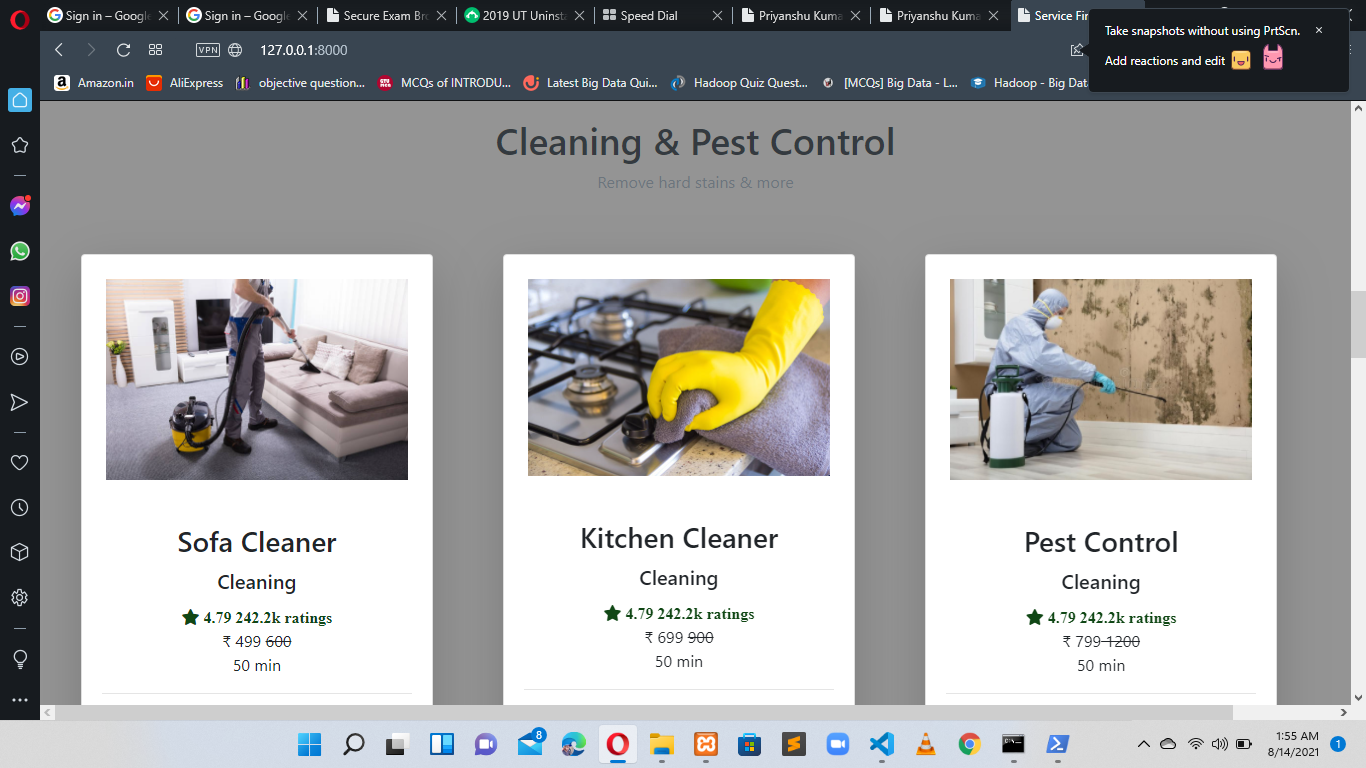 Sign in – Google
Sign in – Google
Secure Exam Bro
2019 UT Uninsta
Speed Dial
Priyanshu Kuma
Priyanshu Kuma
Service Fi
Take snapshots without using PrtScn.
Add reactions and edit
VPN
127.0.0.1:8000
Amazon.in
AliExpress
objective question...
MCQs of INTRODU...
Latest Big Data Qui...
Hadoop Quiz Quest...
[MCQs] Big Data - L...
Hadoop - Big Dat
Cleaning & Pest Control
Remove hard stains & more
Sofa Cleaner
Cleaning
4.79 242.2k ratings
₹ 499 600
50 min
Kitchen Cleaner
Cleaning
4.79 242.2k ratings
₹ 699 900
50 min
Pest Control
Cleaning
4.79 242.2k ratings
₹ 799 1200
50 min
8
1:55 AM
8/14/2021
1